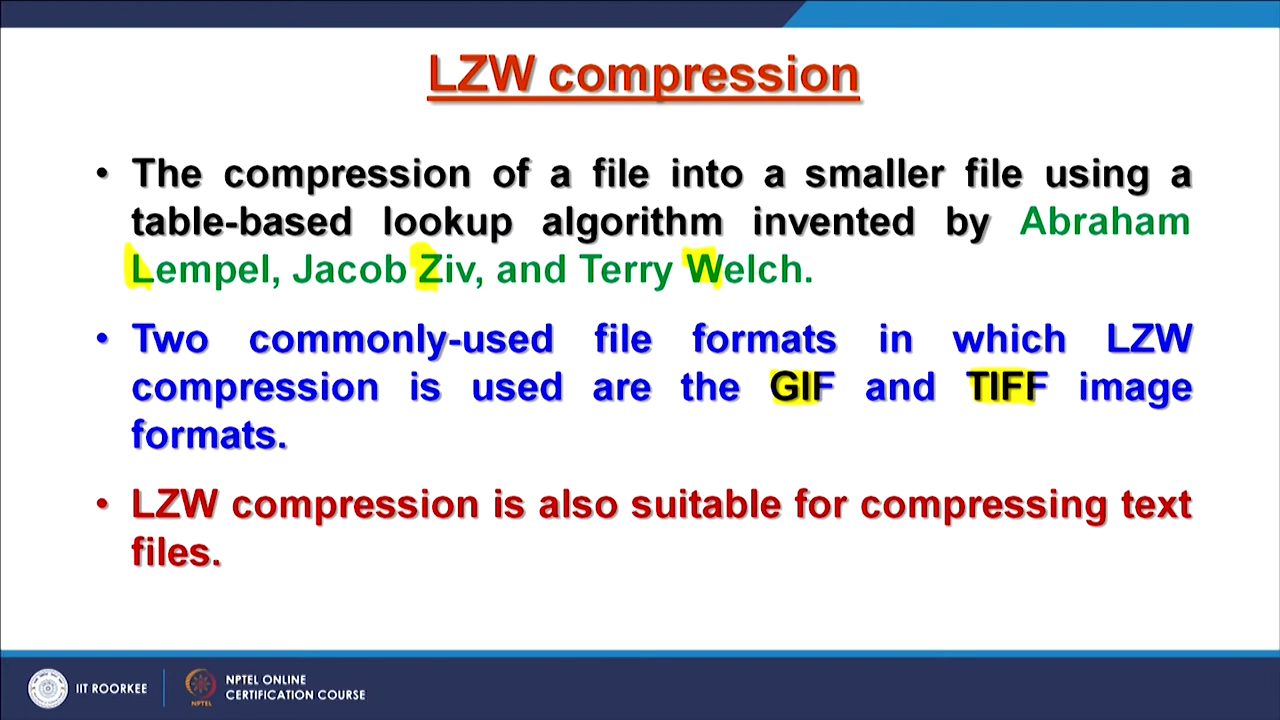 LZW compression
• The compression of a file into a smaller file using a
table-based lookup algorithm invented by Abraham
Lempel, Jacob Ziv, and Terry Welch.
• Two commonly-used file formats in which LZW
compression is used are the GIF and TIFF image
formats.
• LZW compression is also suitable for compressing text
files.
IIT ROORKEE
NPTEL
NPTEL ONLINE
CERTIFICATION COURSE